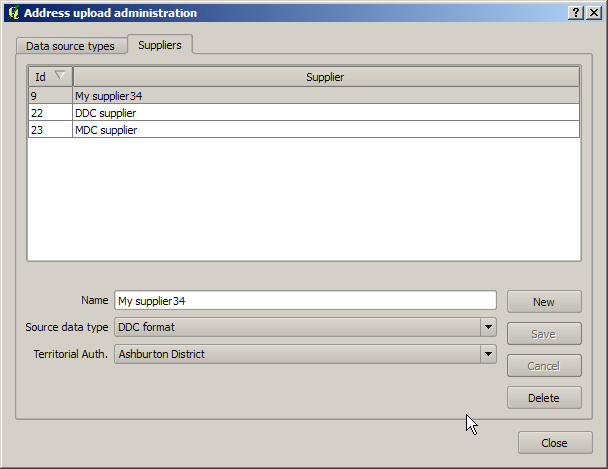 Address upload administration
Data source types Suppliers
Id Supplier
9 My supplier34
22 DDC supplier
23 MDC supplier
Name My supplier34 New
Source data type DDC format Save
Territorial Auth. Ashburton District Cancel
Delete
Close